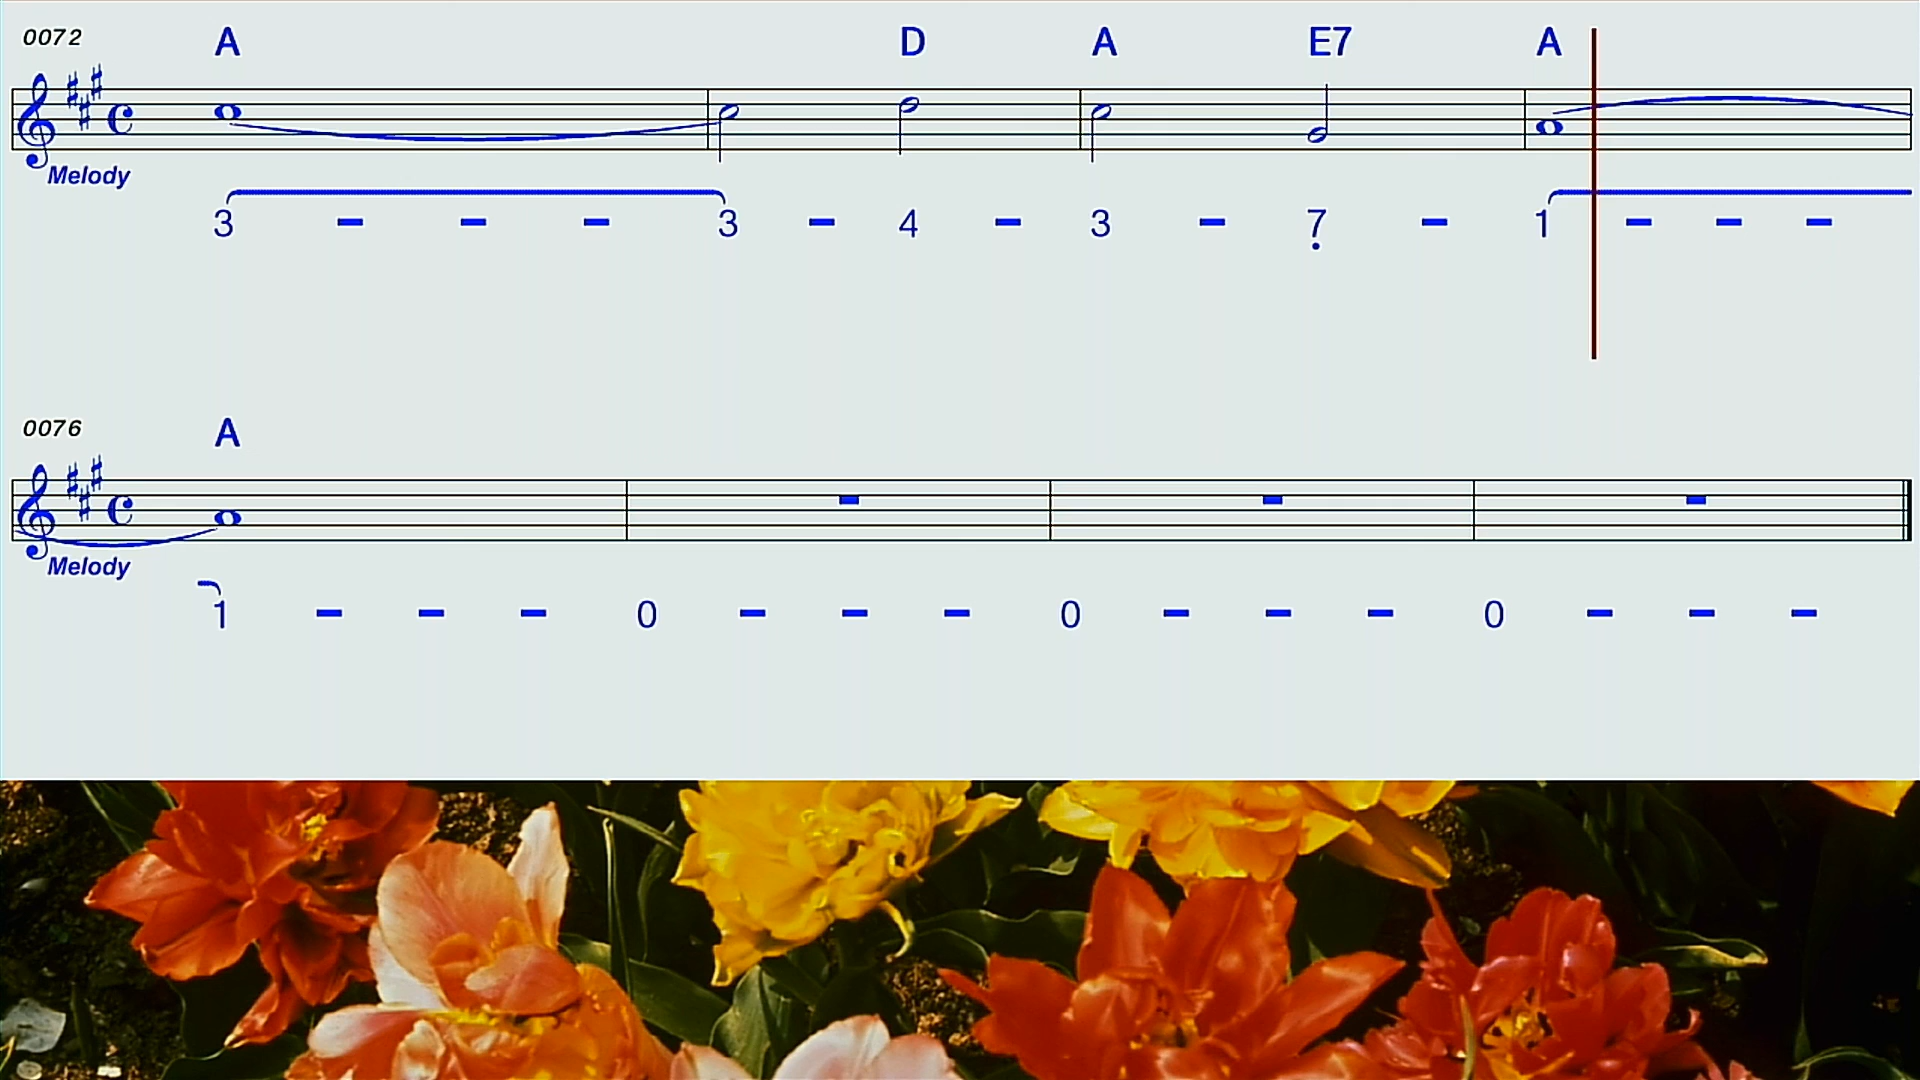 0072 A D A E7 A
Melody
3 - - - 3 - 4 - 3 - 7 - 1 - - -
0076 A
Melody
1 - - - 0 - - - 0 - - - 0 - - -